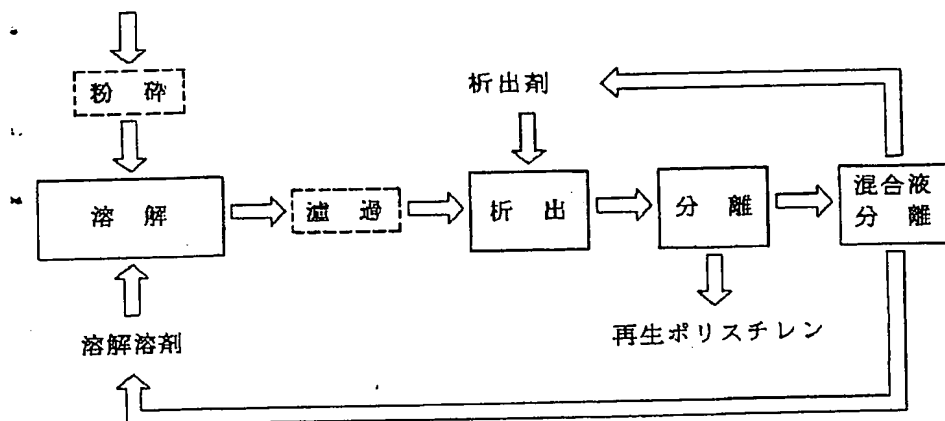 粉 砕
析出剤
溶 解
濾 過
析 出
分 離
混合液
分 離
溶解溶剤
再生ポリスチレン